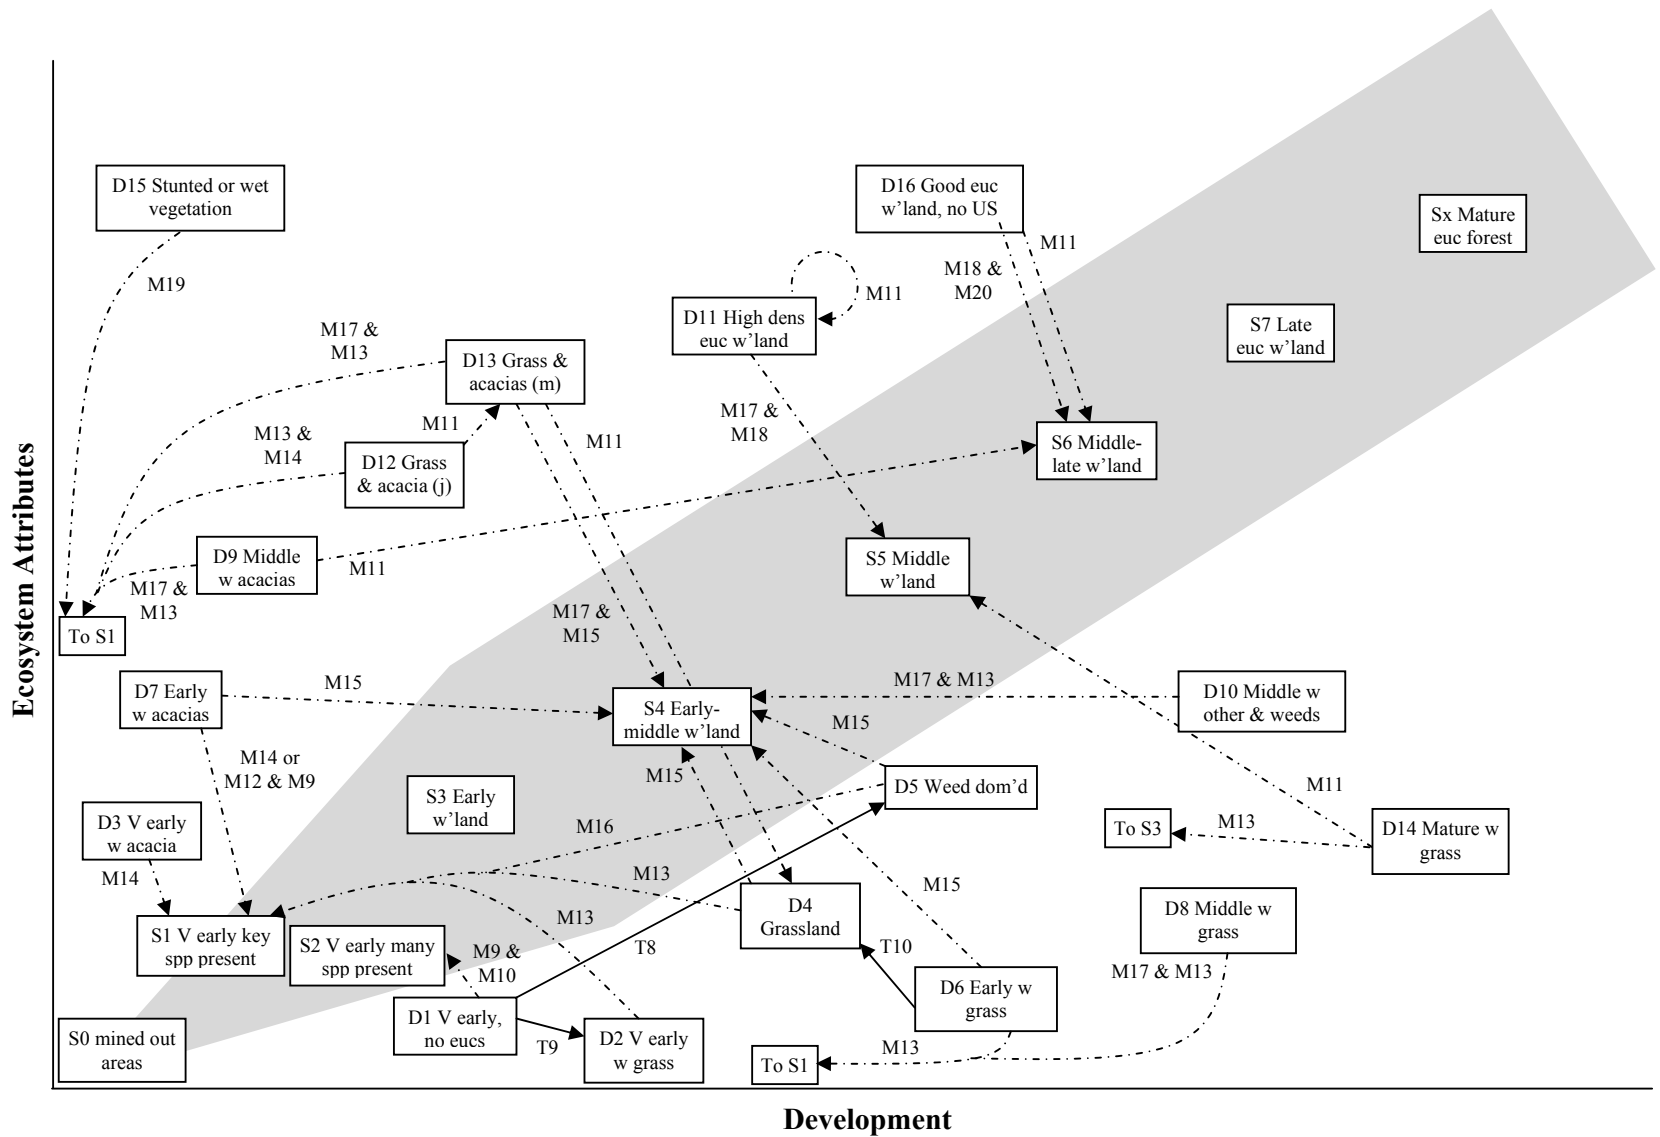 D15 Stunted or wet
vegetation
D16 Good euc
w’land, no US
Sx Mature
euc forest
M11
M18 &
M20
M19
M11
D11 High dens
euc w’land
S7 Late
euc w’land
M17 &
M13
D13 Grass &
acacias (m)
M17 &
M18
M11
M11
M13 &
M14
D12 Grass
& acacia (j)
S6 Middle-
late w’land
D9 Middle
w acacias
M11
S5 Middle
w’land
M17 &
M13
M17 &
M15
To S1
D7 Early
w acacias
M15
S4 Early-
middle w’land
M17 & M13
D10 Middle w
other & weeds
M15
M14 or
M12 & M9
M15
D5 Weed dom’d
M11
S3 Early
w’land
D3 V early
w acacia
M16
To S3
M13
D14 Mature w
grass
M14
M13
M15
D4
Grassland
D8 Middle w
grass
M13
S1 V early key
spp present
S2 V early many
spp present
M9 &
M10
T8
T10
M17 & M13
D6 Early w
grass
D1 V early,
no eucs
T9
D2 V early
w grass
M13
To S1
S0 mined out
areas
Ecosystem Attributes
Development